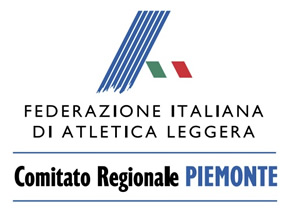 FEDERAZIONE ITALIANA
DI ATLETICA LEGGERA
Comitato Regionale PIEMONTE